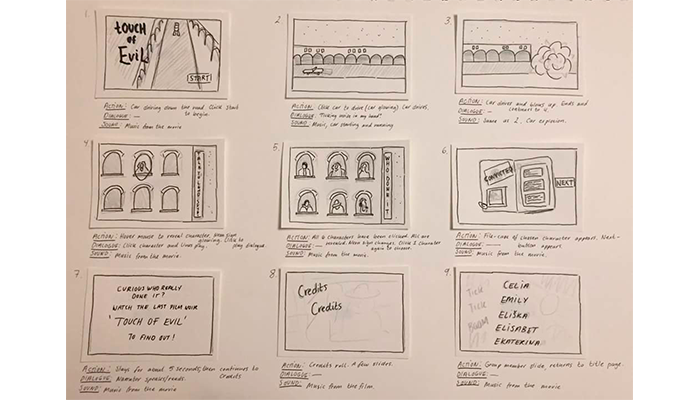 1.
TOUCH
of
EVIL
START
ACTION: Car driving down the road. Click Start
to begin.
DIALOGUE: —
SOUND: Music from the movie
2.
ACTION: Click car to drive (car glowing). Car drives.
DIALOGUE: "Ticking noise in my head"
SOUND: Music, car starting and running
3.
ACTION: Car drives and blows up. Ends and
continues to 4.
DIALOGUE: —
SOUND: Same as 2. Car explosion.
4.
ACTION: Hover mouse to reveal character,
glowing. Click to
DIALOGUE: Click character and lines play.
play dialogue
SOUND: Music from the movie.
5.
WHO DUNN IT
ACTION: All 6 characters have been clicked. All are
revealed. changes. Click 1 character
again to choose.
DIALOGUE: —
SOUND: Music from the movie.
6.
CONVICTED
NEXT
ACTION: File-case of chosen character appears. Next-
button appears
DIALOGUE: —
SOUND: Music from the movie.
7.
CURIOUS WHO REALLY
DONE IT?
WATCH THE LAST FILM NOIR
'TOUCH OF EVIL'
TO FIND OUT!
ACTION: Stays for about 5 seconds, then continues to
Credits
DIALOGUE: Narrator speaks/reads.
SOUND: Music from the movie
8.
Credits
Credits
ACTION: Credits roll. A few slides.
DIALOGUE: —
SOUND: Music from the film.
9.
TICK
TICK
BOOM
CELIA
EMILY
ELIŠKA
ELISABET
EKATERINA
ACTION: Group member slide, returns to title page.
DIALOGUE: —
SOUND: Music from the movie.